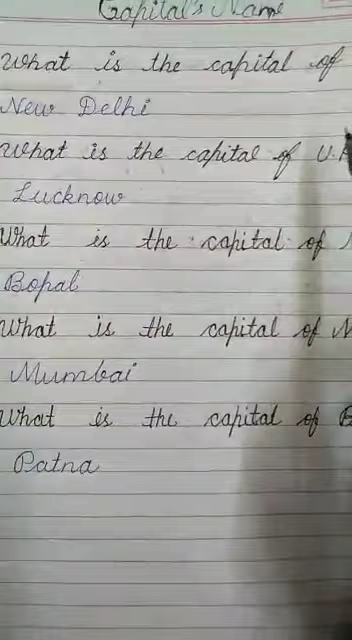 Capital's Name
What is the capital of
New Delhi
What is the capital of U.P
Lucknow
What is the capital of
Bopal
What is the capital of M
Mumbai
What is the capital of B
Patna